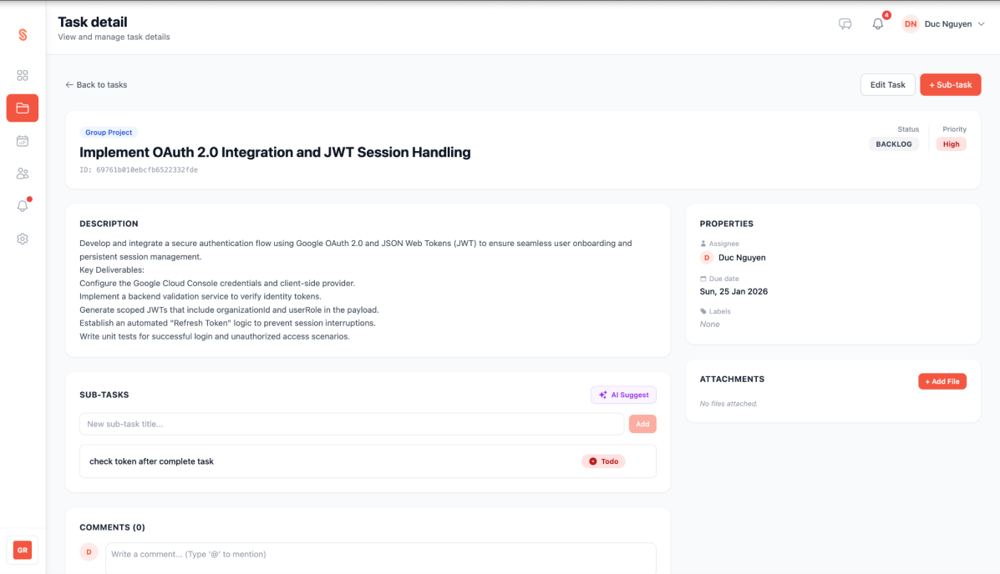 Task detail
View and manage task details
4
DN Duc Nguyen
← Back to tasks
Edit Task
+ Sub-task
Group Project
Implement OAuth 2.0 Integration and JWT Session Handling
ID: 69761b010ebcfb6522332fde
Status
BACKLOG
Priority
High
DESCRIPTION
Develop and integrate a secure authentication flow using Google OAuth 2.0 and JSON Web Tokens (JWT) to ensure seamless user onboarding and
persistent session management.
Key Deliverables:
Configure the Google Cloud Console credentials and client-side provider.
Implement a backend validation service to verify identity tokens.
Generate scoped JWTs that include organizationId and userRole in the payload.
Establish an automated "Refresh Token" logic to prevent session interruptions.
Write unit tests for successful login and unauthorized access scenarios.
PROPERTIES
Assignee
D Duc Nguyen
Due date
Sun, 25 Jan 2026
Labels
None
ATTACHMENTS
+ Add File
No files attached.
SUB-TASKS
AI Suggest
New sub-task title...
Add
check token after complete task
Todo
COMMENTS (0)
D
Write a comment... (Type '@' to mention)
GR